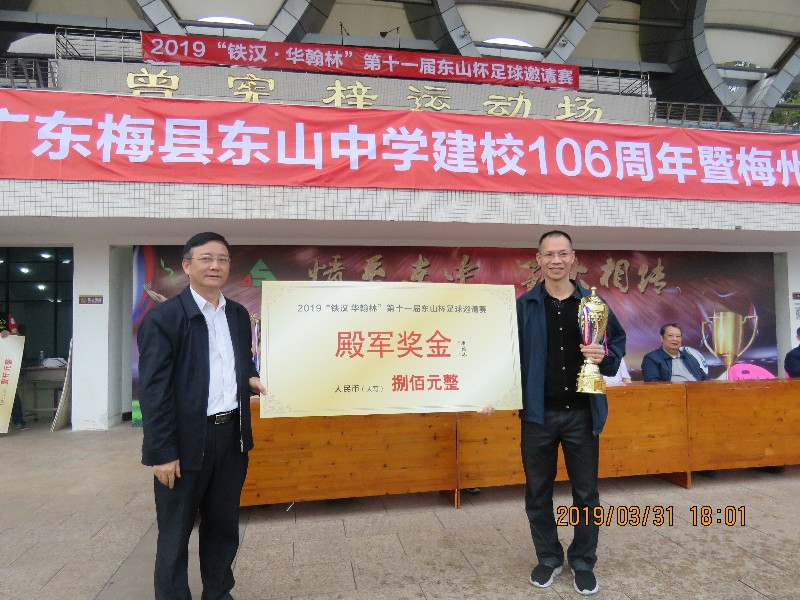 2019“铁汉·华翰林”第十一届东山杯足球邀请赛
曾宪梓运动场
广东梅县东山中学建校106周年暨梅州
2019“铁汉 华翰林”第十一届东山杯足球邀请赛
殿军奖金
人民币（大写） 捌佰元整
2019/03/31 18:01